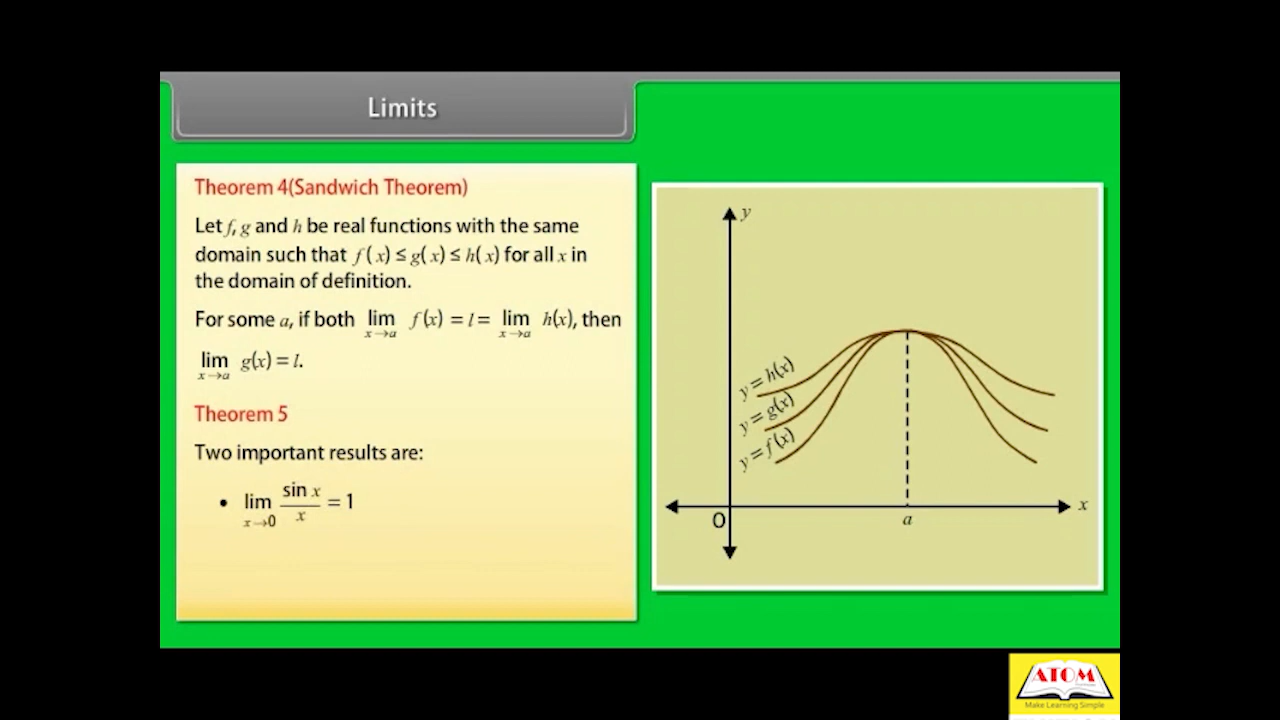 Limits
Theorem 4(Sandwich Theorem)
Let f, g and h be real functions with the same
domain such that f(x) ≤ g(x) ≤ h(x) for all x in
the domain of definition.
For some a, if both lim x→a f(x) = l = lim x→a h(x), then
lim x→a g(x) = l.
Theorem 5
Two important results are:
• lim x→0 sin x / x = 1
y
y = h(x)
y = g(x)
y = f(x)
O
a
x
ATOM
Make Learning Simple